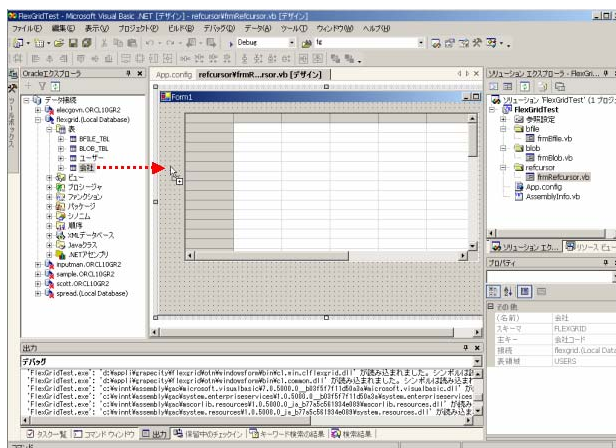 FlexGridTest - Microsoft Visual Basic .NET [デザイン] - refcursor¥frmRefcursor.vb [デザイン]
ファイル(F) 編集(E) 表示(V) プロジェクト(P) ビルド(B) デバッグ(D) データ(A) ツール(T) ウィンドウ(W) ヘルプ(H)
Debug
Oracleエクスプローラ
データ接続
elecgovn.ORCL10GR2
flexgrid.(Local Database)
表
BFILE_TBL
BLOB_TBL
ユーザー
会社
ビュー
プロシージャ
ファンクション
パッケージ
シノニム
順序
XMLデータベース
Javaクラス
.NETアセンブリ
inputman.ORCL10GR2
sample.ORCL10GR2
scott.ORCL10GR2
spread.(Local Database)
ツールボックス
App.config refcursor¥frmR...rsor.vb [デザイン]
Form1
ソリューション エクスプローラ - FlexGri...
ソリューション 'FlexGridTest' (1 プロジ
FlexGridTest
参照設定
bfile
frmBfile.vb
blob
frmBlob.vb
refcursor
frmRefcursor.vb
App.config
AssemblyInfo.vb
ソリューション エク... リソース ビュー
プロパティ
その他
(名前) 会社
スキーマ FLEXGRID
主キー 会社コード
接続 flexgrid.(Local Data
表領域 USERS
出力
デバッグ
タスク一覧 コマンド ウィンドウ 出力 保留中のチェックイン キーワード検索の結果 検索結果
コマンド